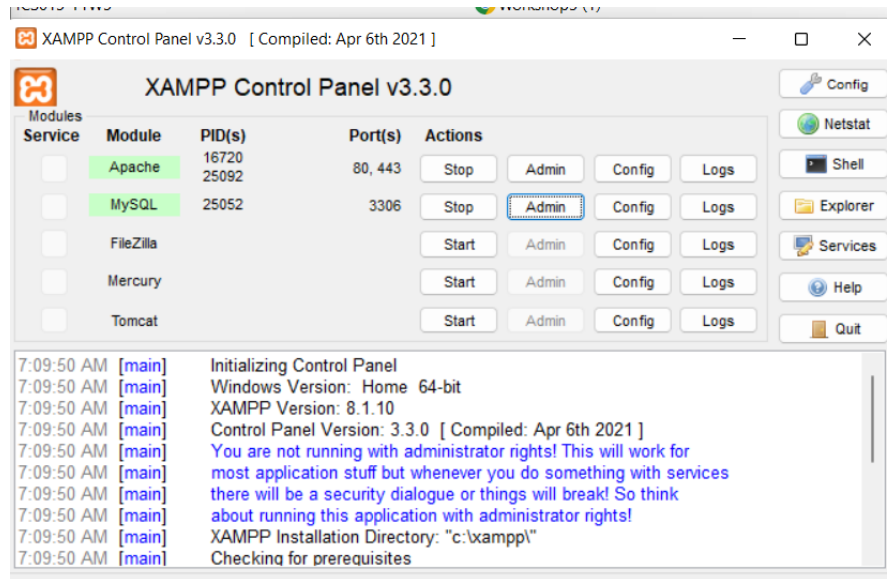 XAMPP Control Panel v3.3.0 [ Compiled: Apr 6th 2021 ]
XAMPP Control Panel v3.3.0
Config
Modules
Service Module PID(s) Port(s) Actions
Netstat
Apache 16720 25092 80, 443 Stop Admin Config Logs
Shell
MySQL 25052 3306 Stop Admin Config Logs
Explorer
FileZilla Start Admin Config Logs
Services
Mercury Start Admin Config Logs
Help
Tomcat Start Admin Config Logs
Quit
7:09:50 AM [main] Initializing Control Panel
7:09:50 AM [main] Windows Version: Home 64-bit
7:09:50 AM [main] XAMPP Version: 8.1.10
7:09:50 AM [main] Control Panel Version: 3.3.0 [ Compiled: Apr 6th 2021 ]
7:09:50 AM [main] You are not running with administrator rights! This will work for
7:09:50 AM [main] most application stuff but whenever you do something with services
7:09:50 AM [main] there will be a security dialogue or things will break! So think
7:09:50 AM [main] about running this application with administrator rights!
7:09:50 AM [main] XAMPP Installation Directory: "c:\xampp\"
7:09:50 AM [main] Checking for prerequisites